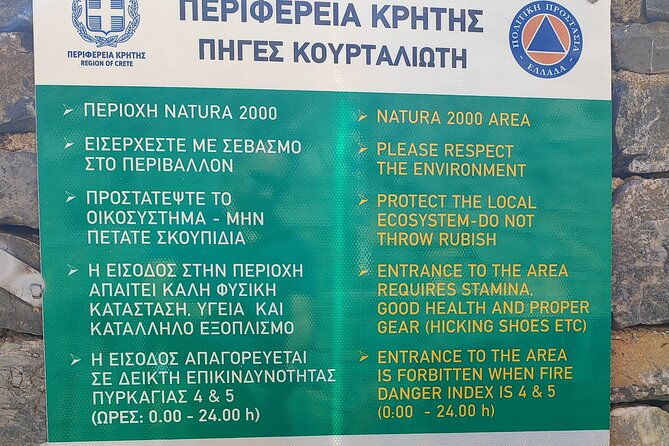 ΠΕΡΙΦΕΡΕΙΑ ΚΡΗΤΗΣ
ΠΗΓΕΣ ΚΟΥΡΤΑΛΙΩΤΗ
ΠΕΡΙΦΕΡΕΙΑ ΚΡΗΤΗΣ
REGION OF CRETE
ΠΟΛΙΤΙΚΗ ΠΡΟΣΤΑΣΙΑ
ΕΛΛΑΔΑ
➢ ΠΕΡΙΟΧΗ NATURA 2000
➢ ΕΙΣΕΡΧΕΣΤΕ ΜΕ ΣΕΒΑΣΜΟ
ΣΤΟ ΠΕΡΙΒΑΛΛΟΝ
➢ ΠΡΟΣΤΑΤΕΨΤΕ ΤΟ
ΟΙΚΟΣΥΣΤΗΜΑ - ΜΗΝ
ΠΕΤΑΤΕ ΣΚΟΥΠΙΔΙΑ
➢ Η ΕΙΣΟΔΟΣ ΣΤΗΝ ΠΕΡΙΟΧΗ
ΑΠΑΙΤΕΙ ΚΑΛΗ ΦΥΣΙΚΗ
ΚΑΤΑΣΤΑΣΗ, ΥΓΕΙΑ ΚΑΙ
ΚΑΤΑΛΛΗΛΟ ΕΞΟΠΛΙΣΜΟ
➢ Η ΕΙΣΟΔΟΣ ΑΠΑΓΟΡΕΥΕΤΑΙ
ΣΕ ΔΕΙΚΤΗ ΕΠΙΚΙΝΔΥΝΟΤΗΤΑΣ
ΠΥΡΚΑΓΙΑΣ 4 & 5
(ΩΡΕΣ: 0.00 - 24.00 h)
➢ NATURA 2000 AREA
➢ PLEASE RESPECT
THE ENVIRONMENT
➢ PROTECT THE LOCAL
ECOSYSTEM-DO NOT
THROW RUBISH
➢ ENTRANCE TO THE AREA
REQUIRES STAMINA,
GOOD HEALTH AND PROPER
GEAR (HICKING SHOES ETC)
➢ ENTRANCE TO THE AREA
IS FORBITTEN WHEN FIRE
DANGER INDEX IS 4 & 5
(0:00 - 24.00 h)